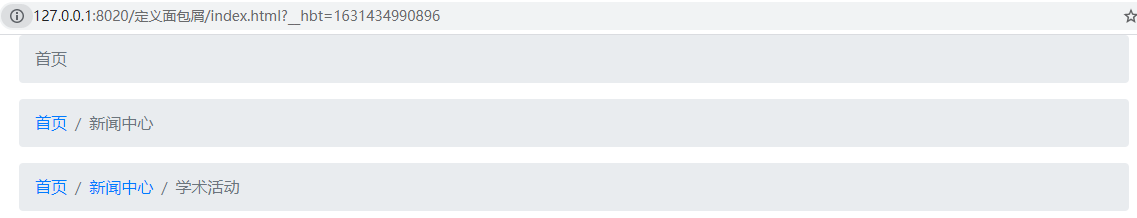 127.0.0.1:8020/定义面包屑/index.html?__hbt=1631434990896
首页
首页 / 新闻中心
首页 / 新闻中心 / 学术活动